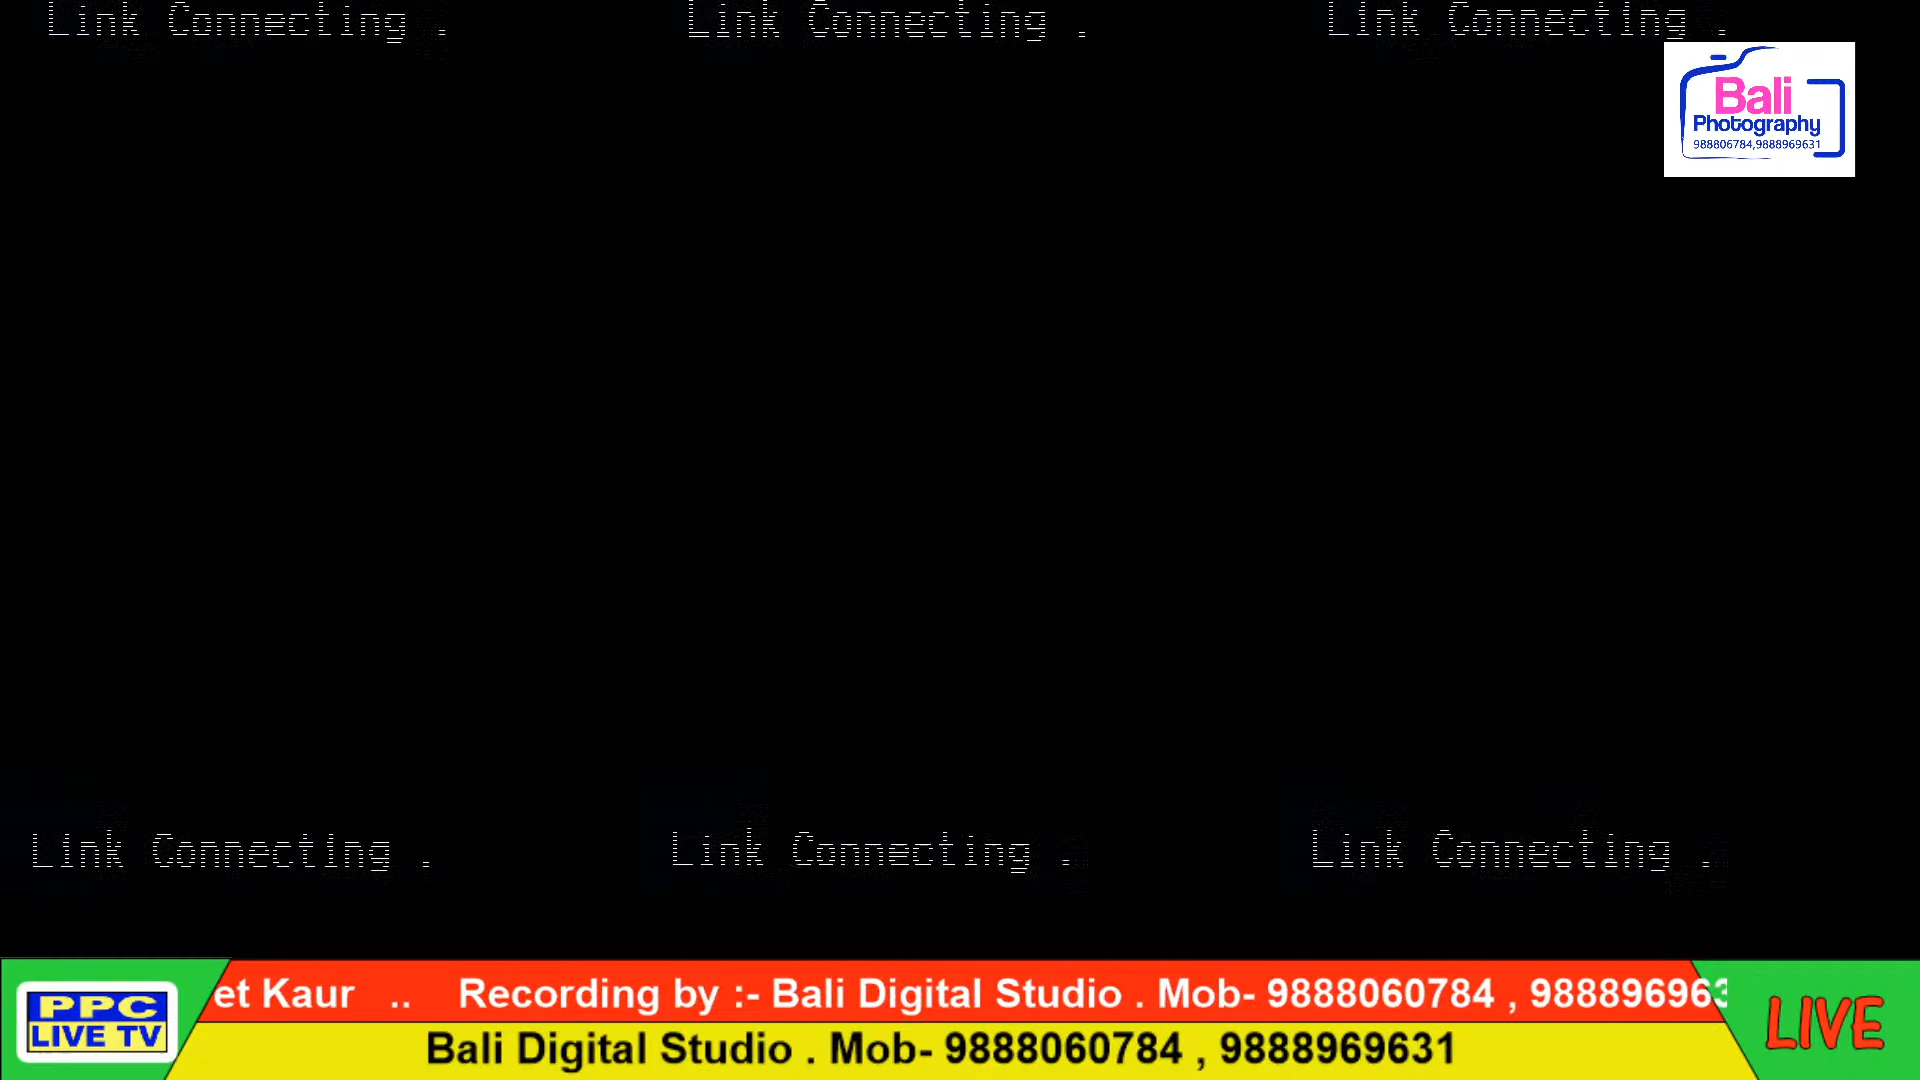 Link Connecting .
Link Connecting .
Link Connecting .
Bali
Photography
988806784,9888969631
Link Connecting .
Link Connecting .
Link Connecting .
et Kaur .. Recording by :- Bali Digital Studio . Mob- 9888060784 , 988896963
PPC
LIVE TV
LIVE
Bali Digital Studio . Mob- 9888060784 , 9888969631